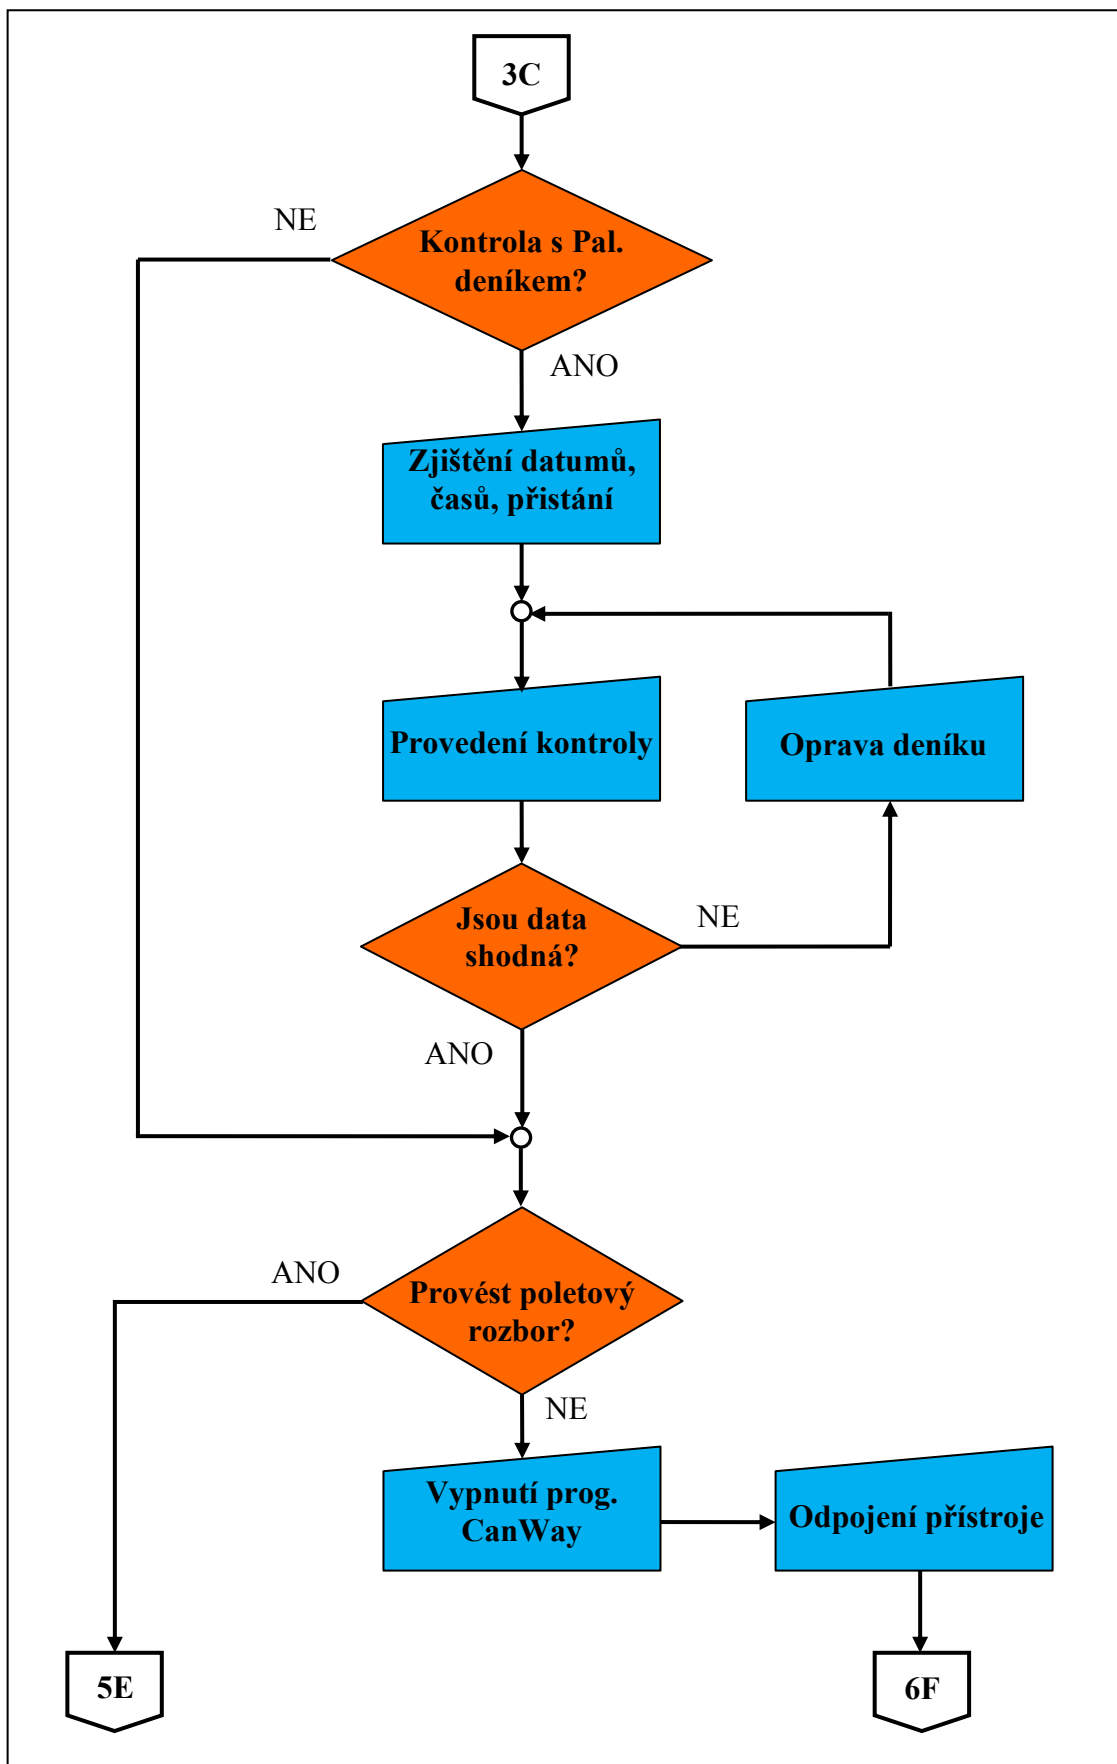 3C
NE
Kontrola s Pal.
deníkem?
ANO
Zjištění datumů,
časů, přistání
Provedení kontroly
Oprava deníku
Jsou data
shodná?
NE
ANO
ANO
Provést poletový
rozbor?
NE
Vypnutí prog.
CanWay
Odpojení přístroje
5E
6F